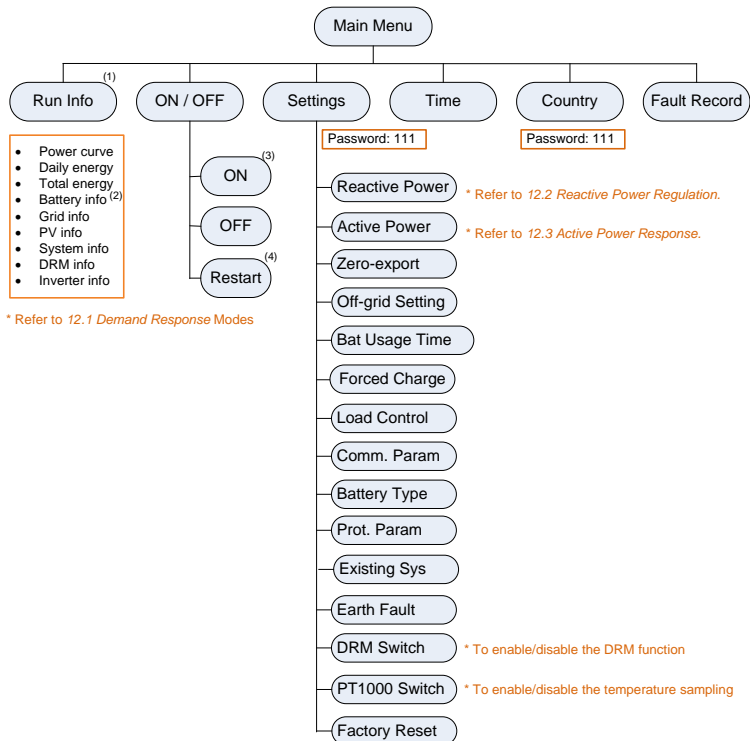 Main Menu
(1)
Run Info
ON / OFF
Settings
Time
Country
Fault Record
Password: 111
Password: 111
• Power curve
• Daily energy
• Total energy
• Battery info (2)
• Grid info
• PV info
• System info
• DRM info
• Inverter info
* Refer to 12.1 Demand Response Modes
(3)
ON
OFF
(4)
Restart
Reactive Power
* Refer to 12.2 Reactive Power Regulation.
Active Power
* Refer to 12.3 Active Power Response.
Zero-export
Off-grid Setting
Bat Usage Time
Forced Charge
Load Control
Comm. Param
Battery Type
Prot. Param
Existing Sys
Earth Fault
DRM Switch
* To enable/disable the DRM function
PT1000 Switch
* To enable/disable the temperature sampling
Factory Reset